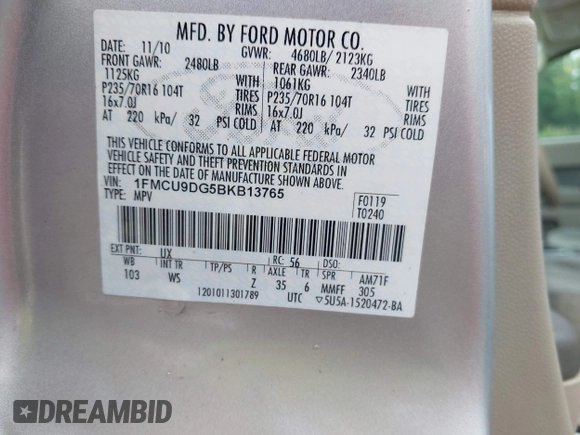 MFD. BY FORD MOTOR CO.
DATE: 11/10 GVWR: 4680LB/ 2123KG
FRONT GAWR: 2480LB REAR GAWR: 2340LB
1125KG WITH 1061KG WITH
P235/70R16 104T TIRES P235/70R16 104T TIRES
16x7.0J RIMS 16x7.0J RIMS
AT 220 kPa/ 32 PSI COLD AT 220 kPa/ 32 PSI COLD
THIS VEHICLE CONFORMS TO ALL APPLICABLE FEDERAL MOTOR
VEHICLE SAFETY AND THEFT PREVENTION STANDARDS IN
EFFECT ON THE DATE OF MANUFACTURE SHOWN ABOVE.
VIN: 1FMCU9DG5BKB13765
TYPE: MPV
F0119
T0240
EXT PNT: UX RC: 56 DSO:
WB INT TR TP/PS R AXLE TR SPR AM71F
103 WS Z 35 6 MMFF 305
1201011301789 UTC ▽5U5A-1520472-BA
DREAMBID